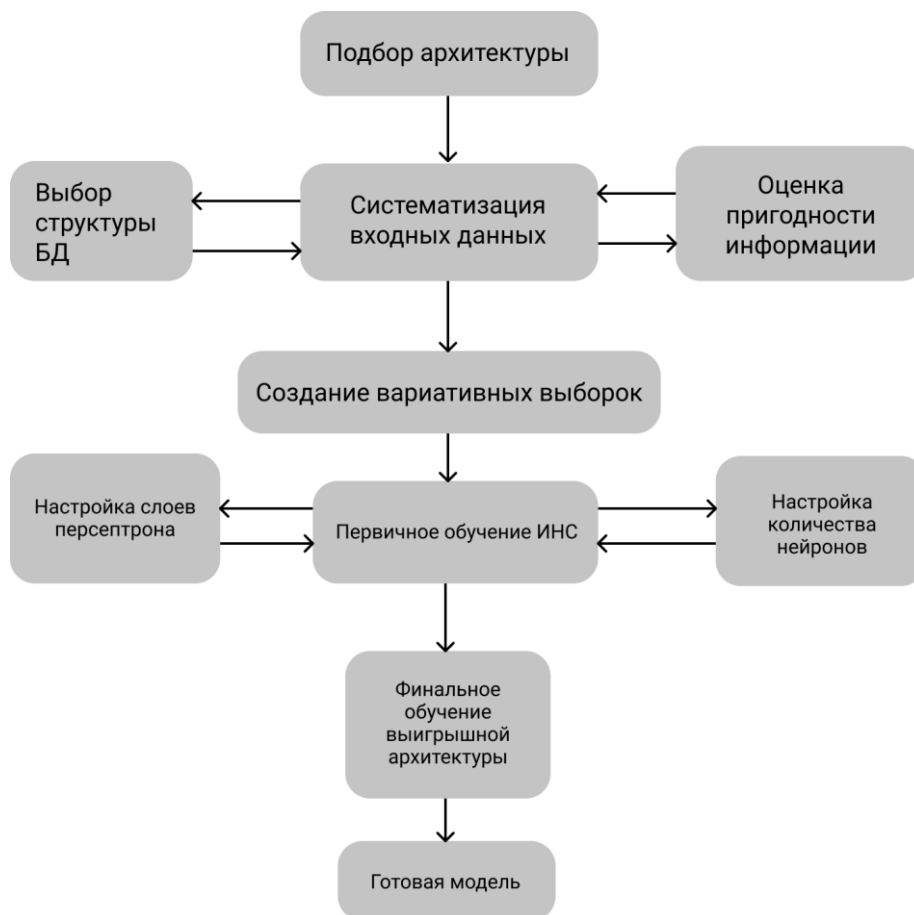 Подбор архитектуры
Выбор
структуры
БД
Систематизация
входных данных
Оценка
пригодности
информации
Создание вариативных выборок
Настройка слоев
персептрона
Первичное обучение ИНС
Настройка
количества
нейронов
Финальное
обучение
выигрышной
архитектуры
Готовая модель